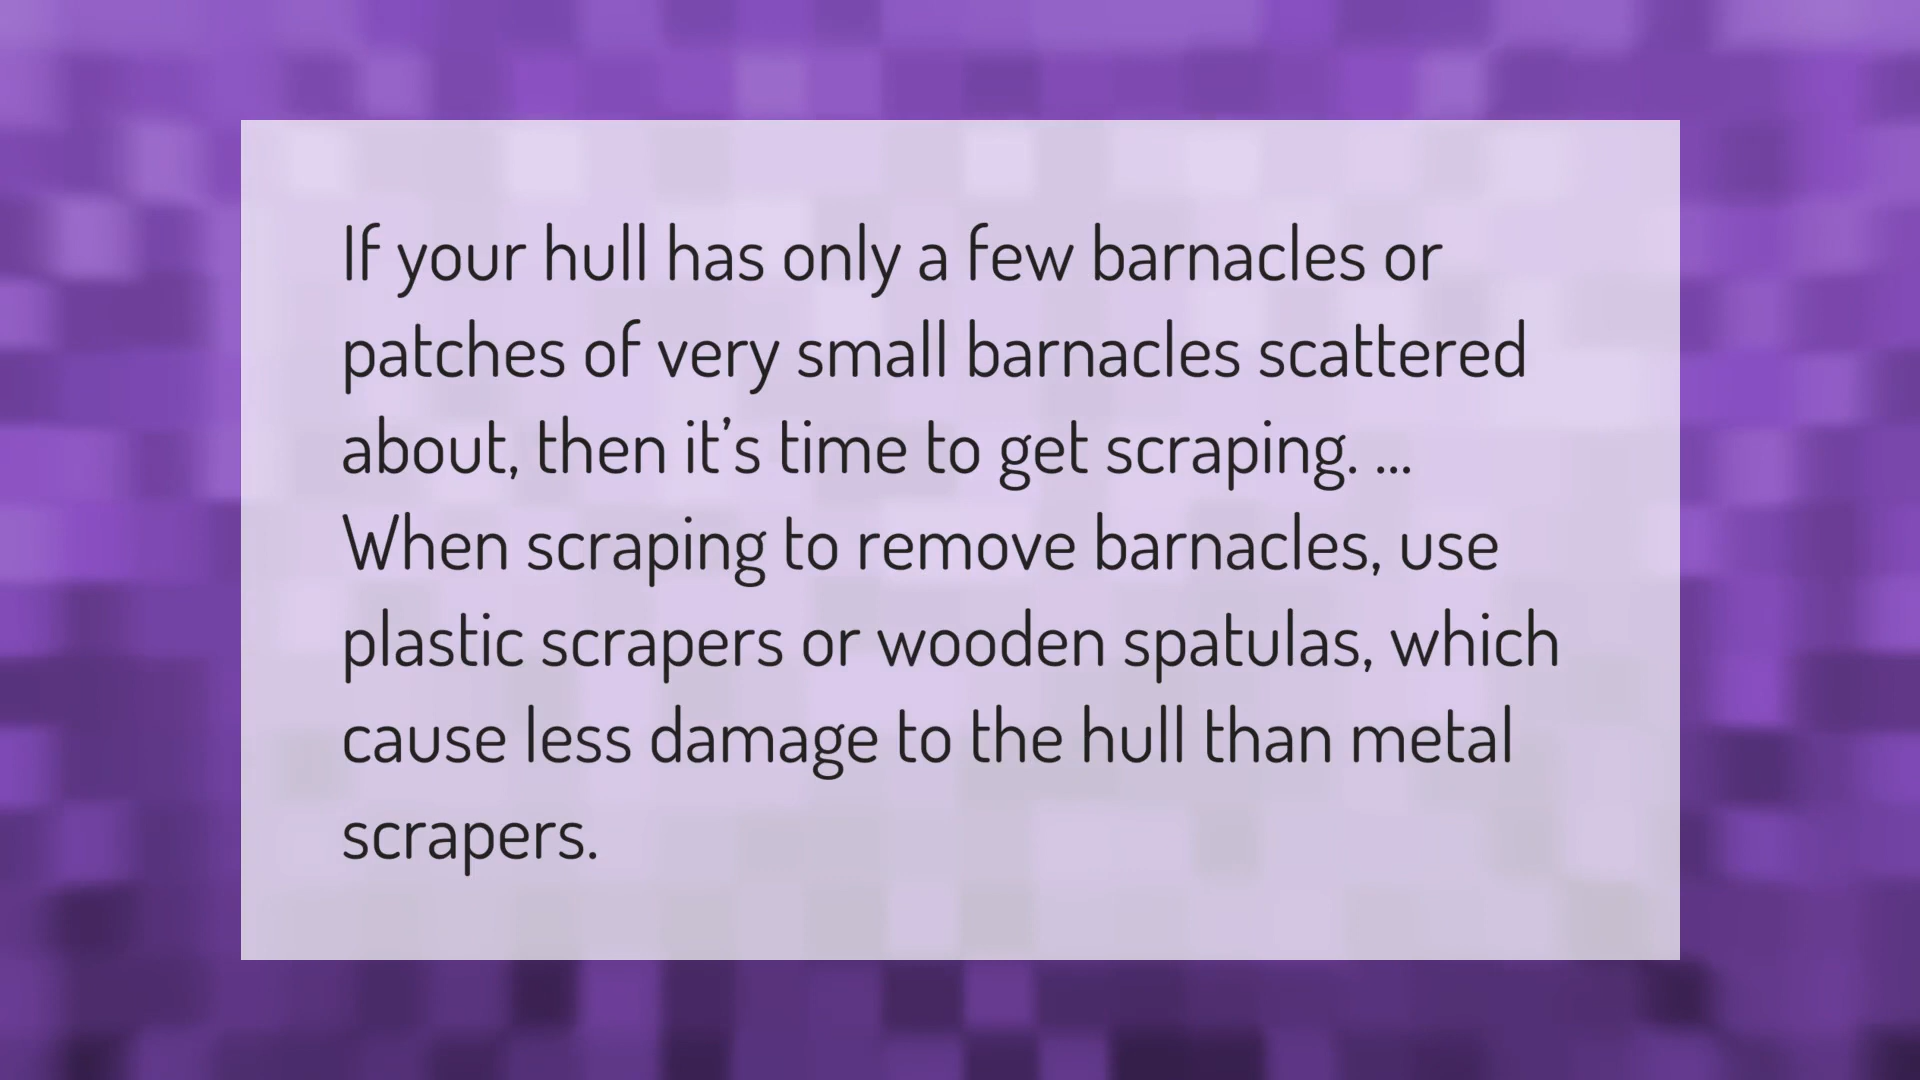 If your hull has only a few barnacles or
patches of very small barnacles scattered
about, then it’s time to get scraping. ...
When scraping to remove barnacles, use
plastic scrapers or wooden spatulas, which
cause less damage to the hull than metal
scrapers.